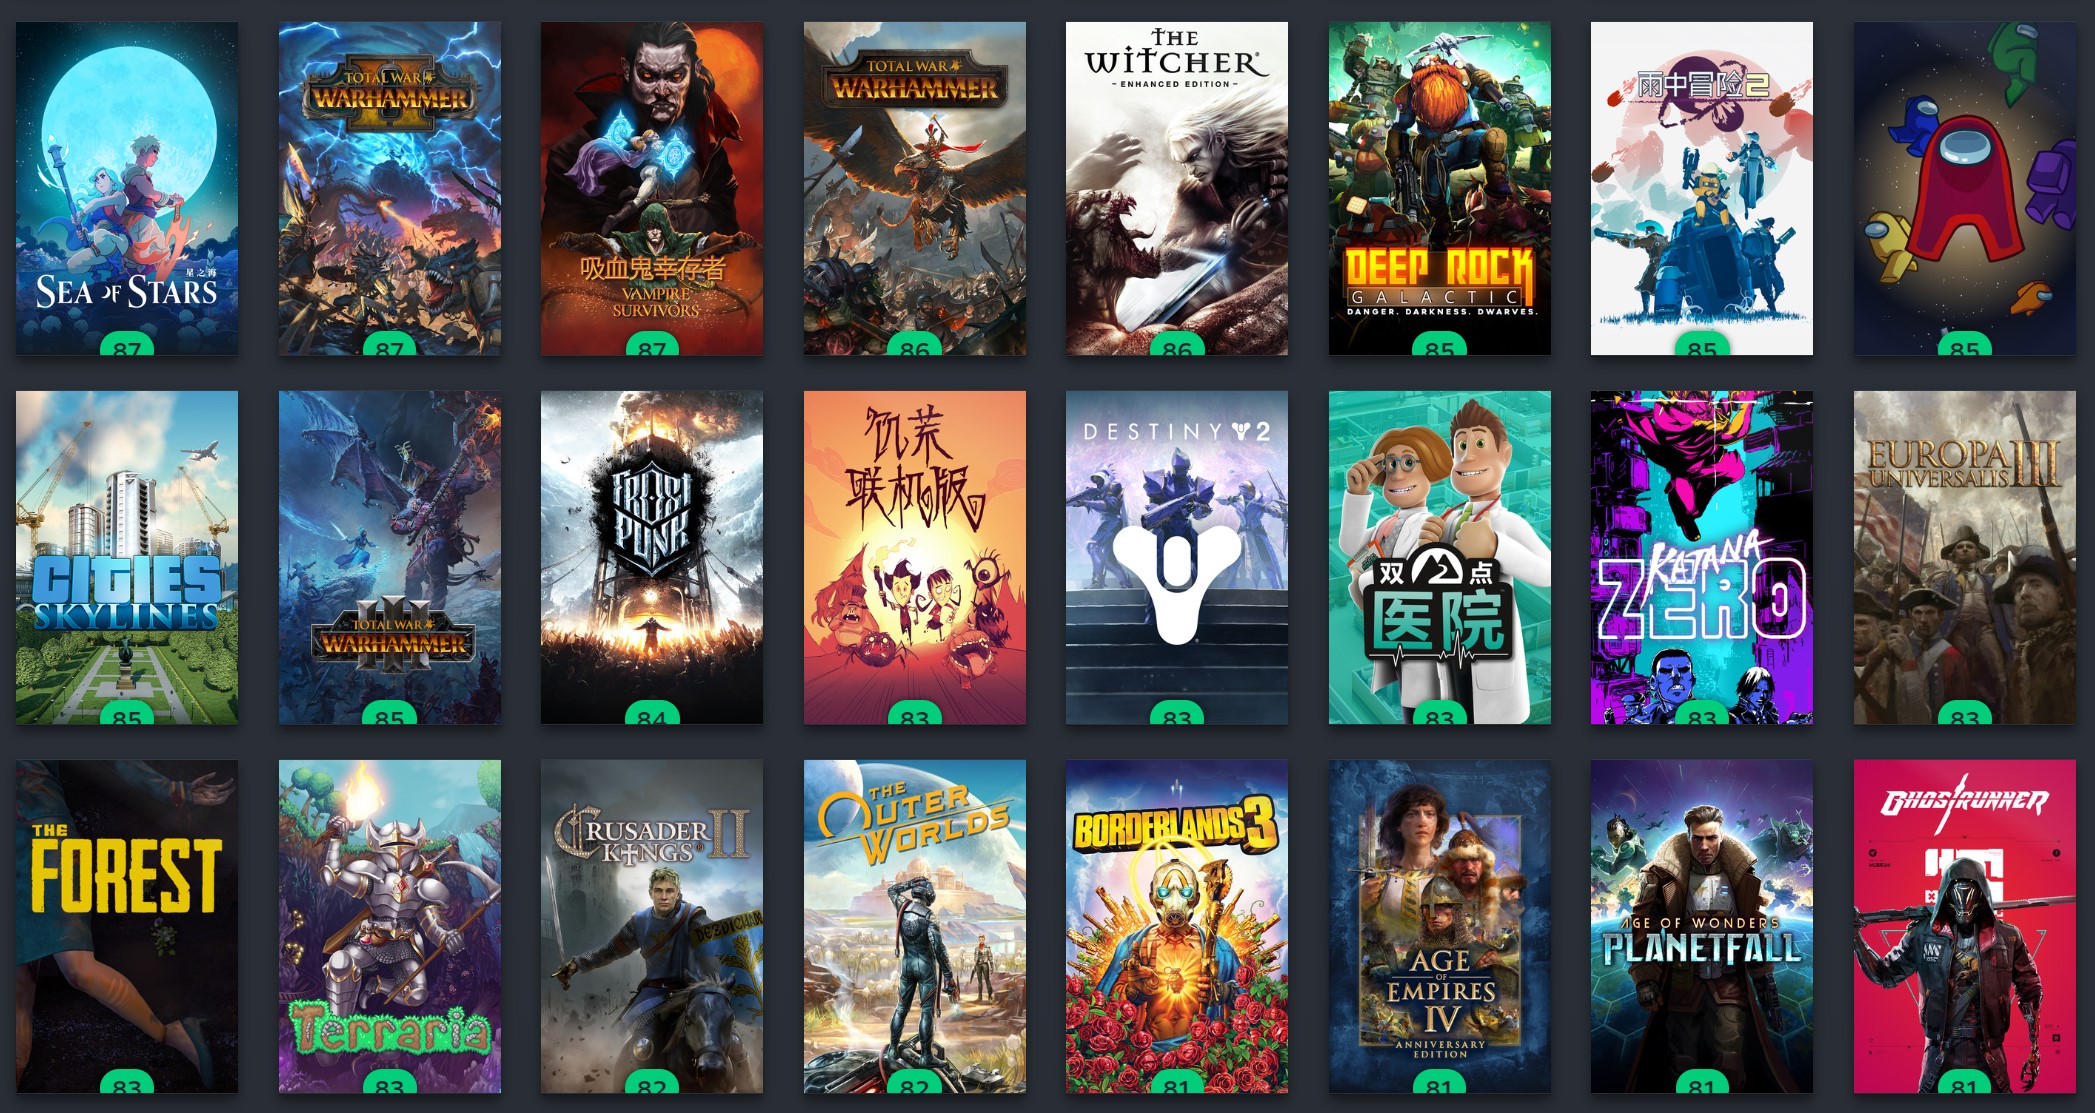 星之海
SEA OF STARS
87
II
TOTAL WAR
WARHAMMER
87
吸血鬼幸存者
VAMPIRE
SURVIVORS
87
TOTAL WAR
WARHAMMER
86
THE
WITCHER®
- ENHANCED EDITION -
86
DEEP ROCK
GALACTIC
DANGER. DARKNESS. DWARVES.
85
雨中冒险2
85
85
CITIES
SKYLINES
85
III
TOTAL WAR
WARHAMMER
85
FROST
PUNK
84
饥荒
联机版
83
DESTINY 2
83
双2点
医院
83
KATANA
ZERO
83
EUROPA
UNIVERSALIS III
83
THE
FOREST
83
Terraria
83
CRUSADER
KINGS II
DEZDICHADO
82
THE
OUTER
WORLDS
82
BORDERLANDS 3
81
AGE
OF
EMPIRES
IV
ANNIVERSARY
EDITION
81
AGE OF WONDERS
PLANETFALL
81
GHOSTRUNNER
81